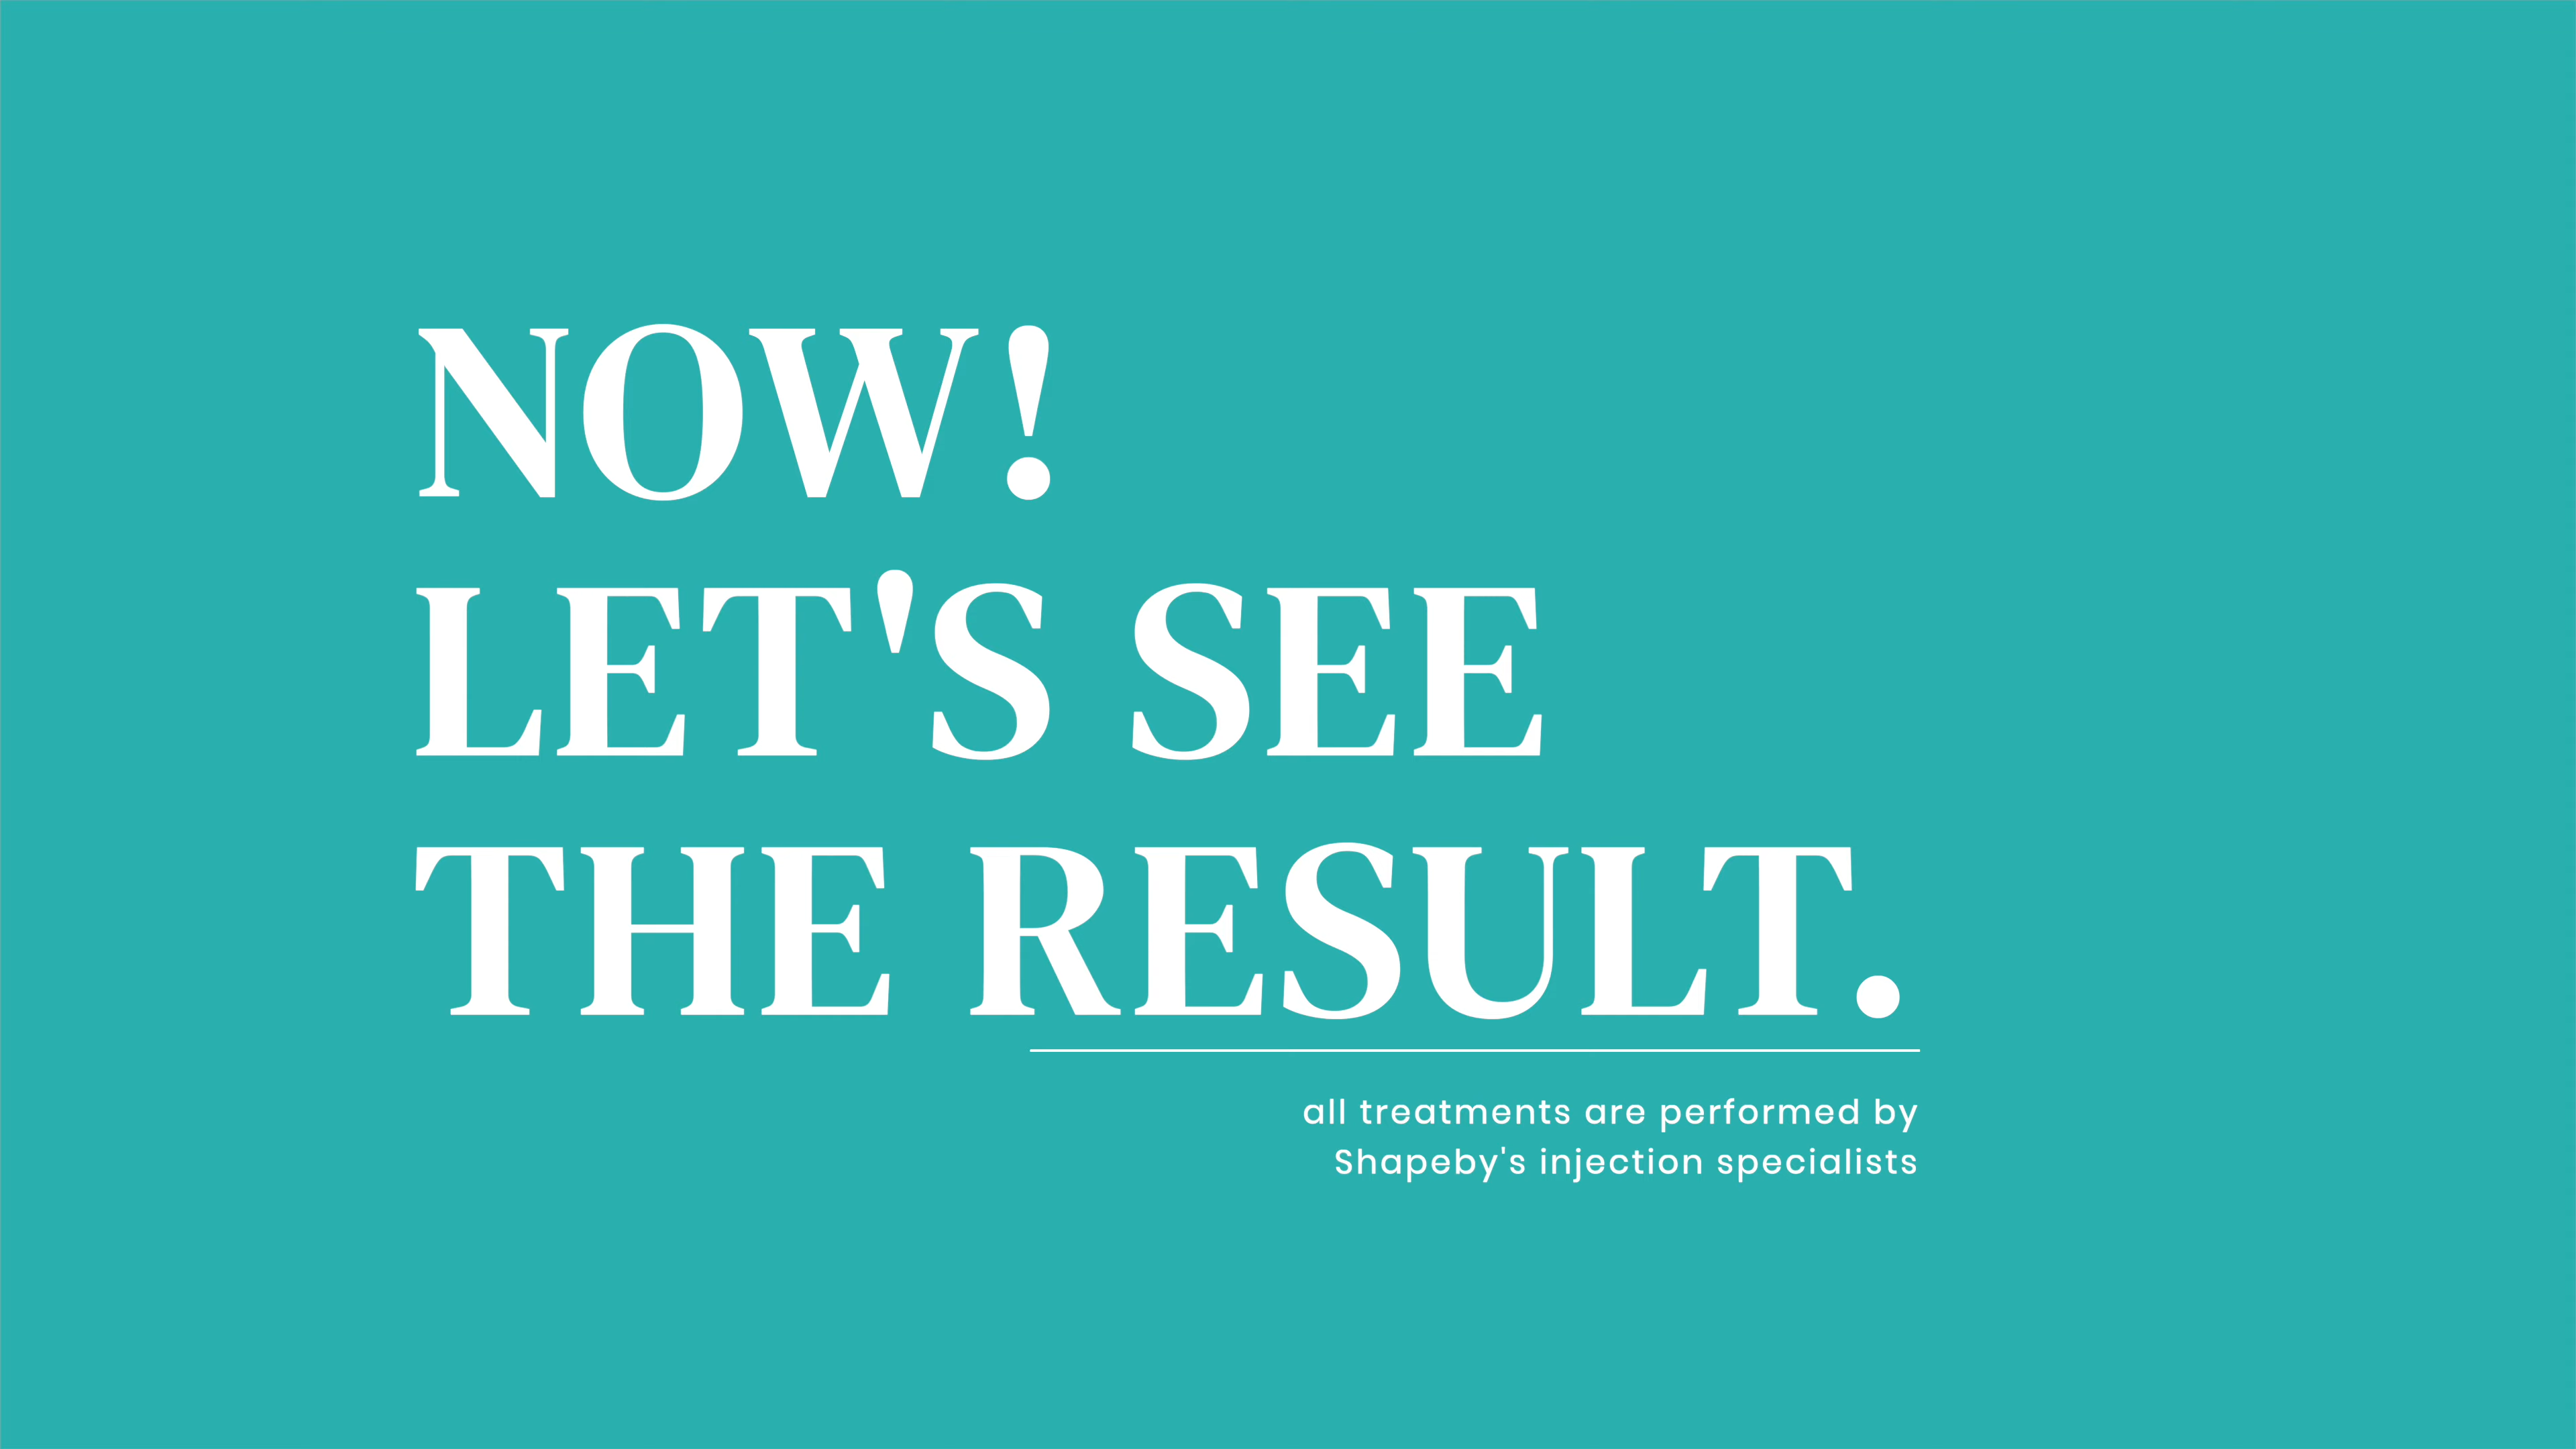 NOW!
LET'S SEE
THE RESULT.
all treatments are performed by
Shapeby's injection specialists